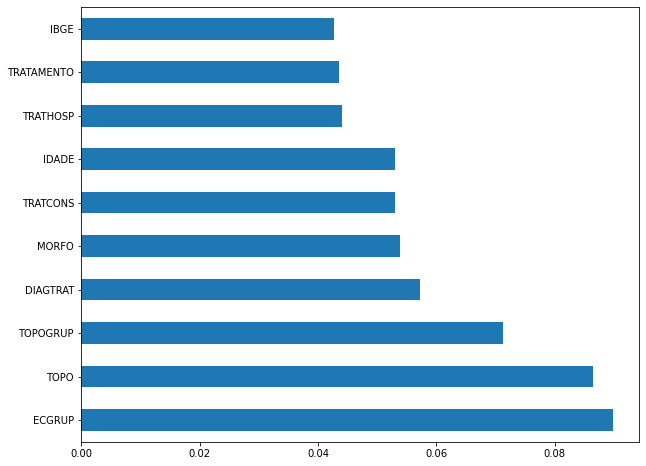 IBGE
TRATAMENTO
TRATHOSP
IDADE
TRATCONS
MORFO
DIAGTRAT
TOPOGRUP
TOPO
ECGRUP
0.00 0.02 0.04 0.06 0.08